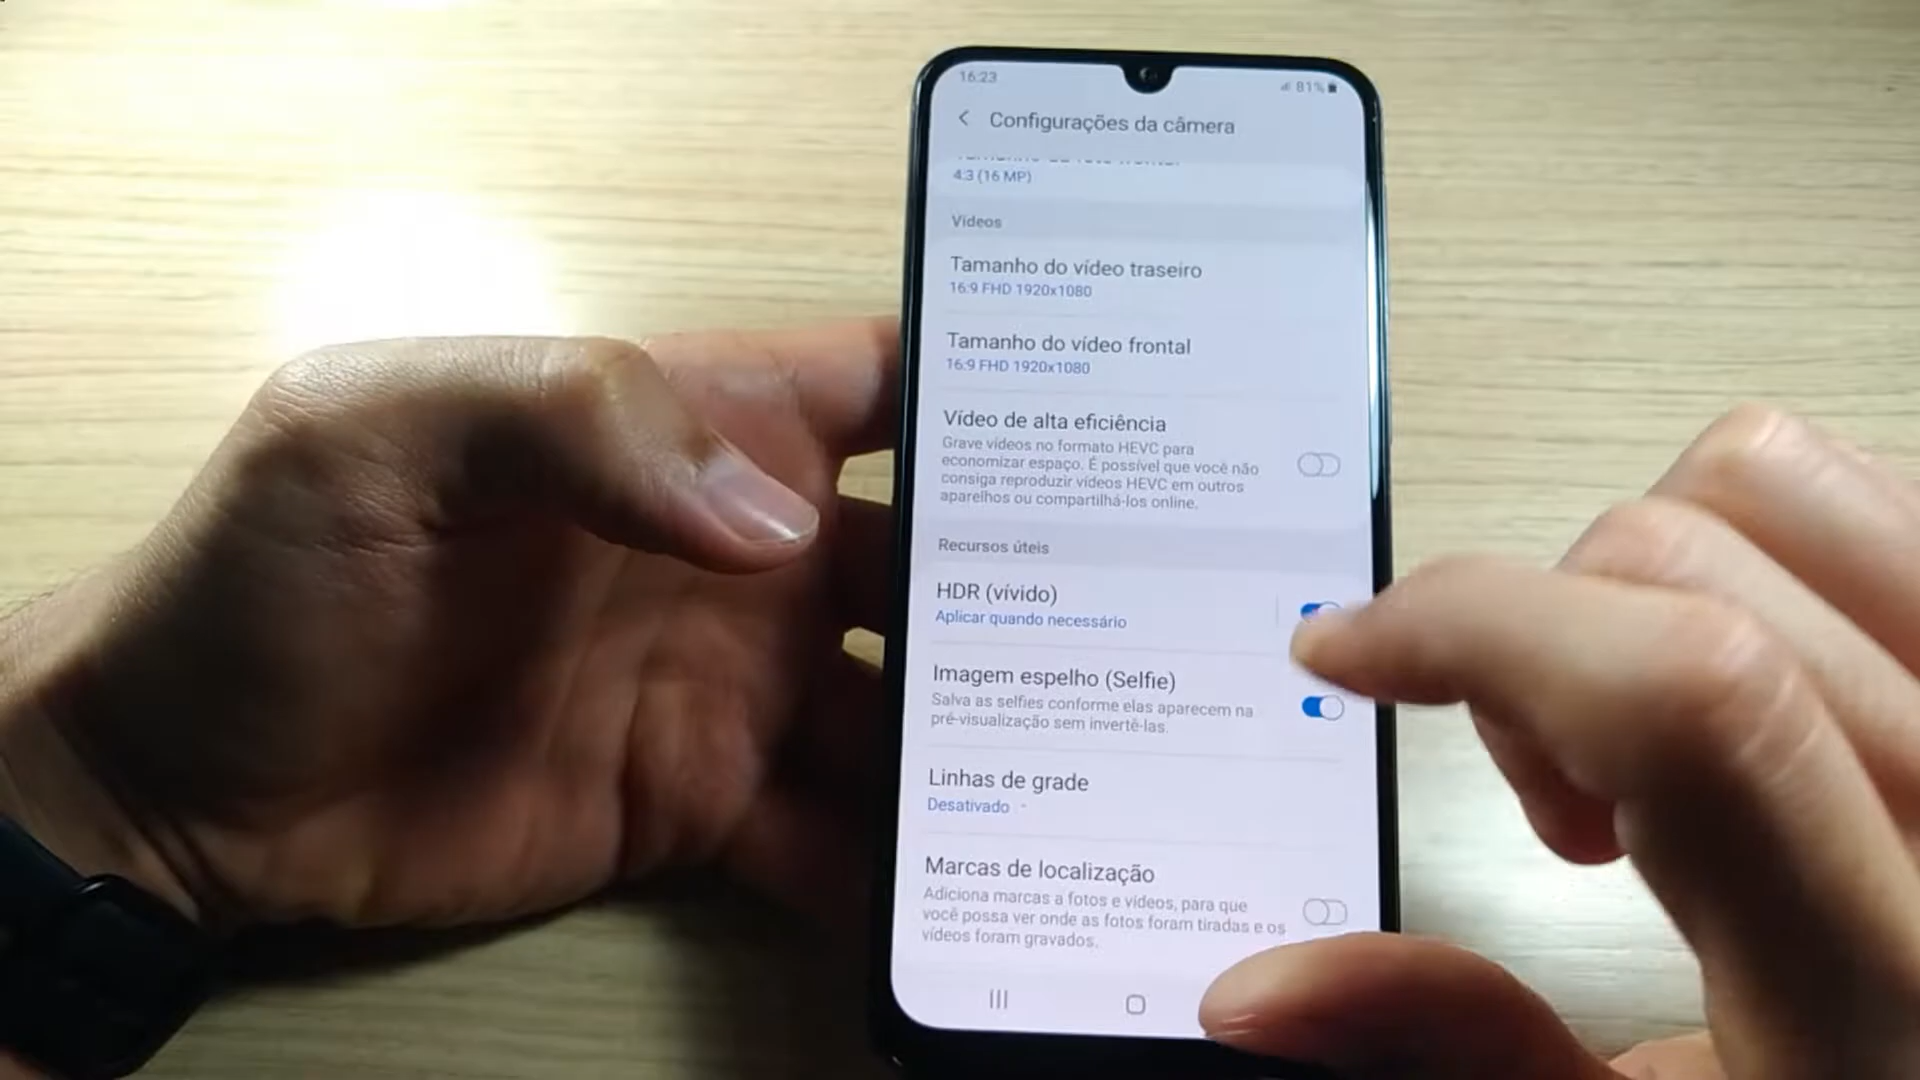 16:23
81%
Configurações da câmera
4:3 (16 MP)
Vídeos
Tamanho do vídeo traseiro
16:9 FHD 1920x1080
Tamanho do vídeo frontal
16:9 FHD 1920x1080
Vídeo de alta eficiência
Grave vídeos no formato HEVC para
economizar espaço. É possível que você não
consiga reproduzir vídeos HEVC em outros
aparelhos ou compartilhá-los online.
Recursos úteis
HDR (vívido)
Aplicar quando necessário
Imagem espelho (Selfie)
Salva as selfies conforme elas aparecem na
pré-visualização sem invertê-las.
Linhas de grade
Desativado
Marcas de localização
Adiciona marcas a fotos e vídeos, para que
você possa ver onde as fotos foram tiradas e os
vídeos foram gravados.